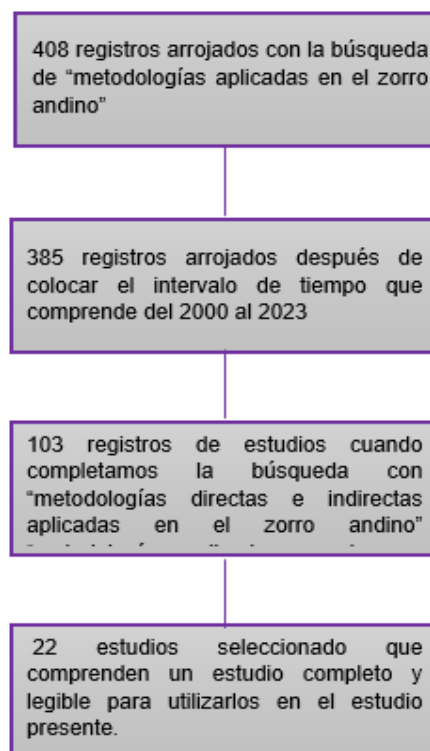 408 registros arrojados con la búsqueda
de “metodologías aplicadas en el zorro
andino”
385 registros arrojados después de
colocar el intervalo de tiempo que
comprende del 2000 al 2023
103 registros de estudios cuando
completamos la búsqueda con
“metodologías directas e indirectas
aplicadas en el zorro andino”
22 estudios seleccionado que
comprenden un estudio completo y
legible para utilizarlos en el estudio
presente.